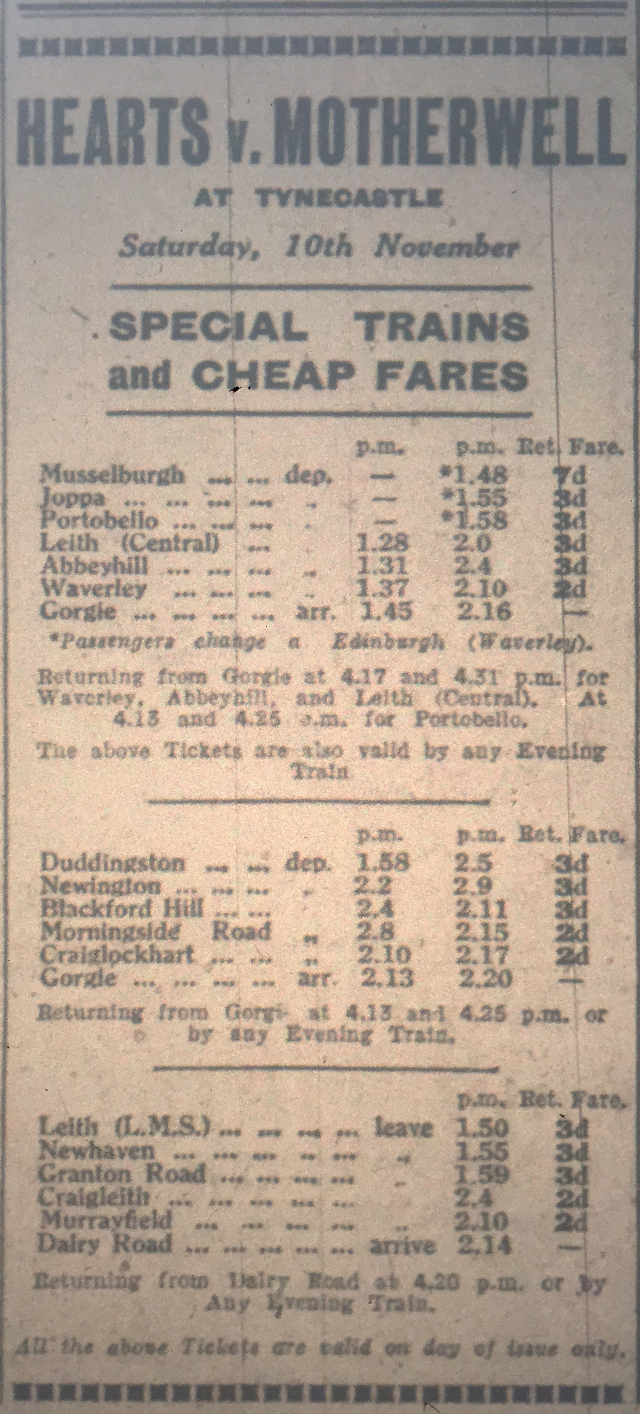 HEARTS v. MOTHERWELL
AT TYNECASTLE
Saturday, 10th November
SPECIAL TRAINS
and CHEAP FARES
p.m. p.m. Ret. Fare.
Musselburgh ... ... dep. — *1.48 7d
Joppa ... ... ... ... „ — *1.55 3d
Portobello ... ... ... „ — *1.58 3d
Leith (Central) ... „ 1.28 2.0 3d
Abbeyhill ... ... ... „ 1.31 2.4 3d
Waverley ... ... ... „ 1.37 2.10 2d
Gorgie ... ... ... ... arr. 1.45 2.16 —
*Passengers change a Edinburgh (Waverley).
Returning from Gorgie at 4.17 and 4.31 p.m. for
Waverley, Abbeyhill, and Leith (Central). At
4.13 and 4.25 p.m. for Portobello.
The above Tickets are also valid by any Evening
Train
p.m. p.m. Ret. Fare.
Duddingston ... ... dep. 1.58 2.5 3d
Newington ... ... ... „ 2.2 2.9 3d
Blackford Hill ... ... „ 2.4 2.11 3d
Morningside Road „ 2.8 2.15 2d
Craiglockhart ... ... „ 2.10 2.17 2d
Gorgie ... ... ... ... arr. 2.13 2.20 —
Returning from Gorgi- at 4.13 and 4.25 p.m. or
by any Evening Train.
p.m. Ret. Fare.
Leith (L.M.S.) ... ... ... ... leave 1.50 3d
Newhaven ... ... ... ... ... „ 1.55 3d
Granton Road ... ... ... ... „ 1.59 3d
Craigleith ... ... ... ... ... 2.4 2d
Murrayfield ... ... ... ... „ 2.10 2d
Dalry Road ... ... ... ... ... arrive 2.14 —
Returning from Dalry Road at 4.20 p.m. or by
Any Evening Train.
All the above Tickets are valid on day of issue only.